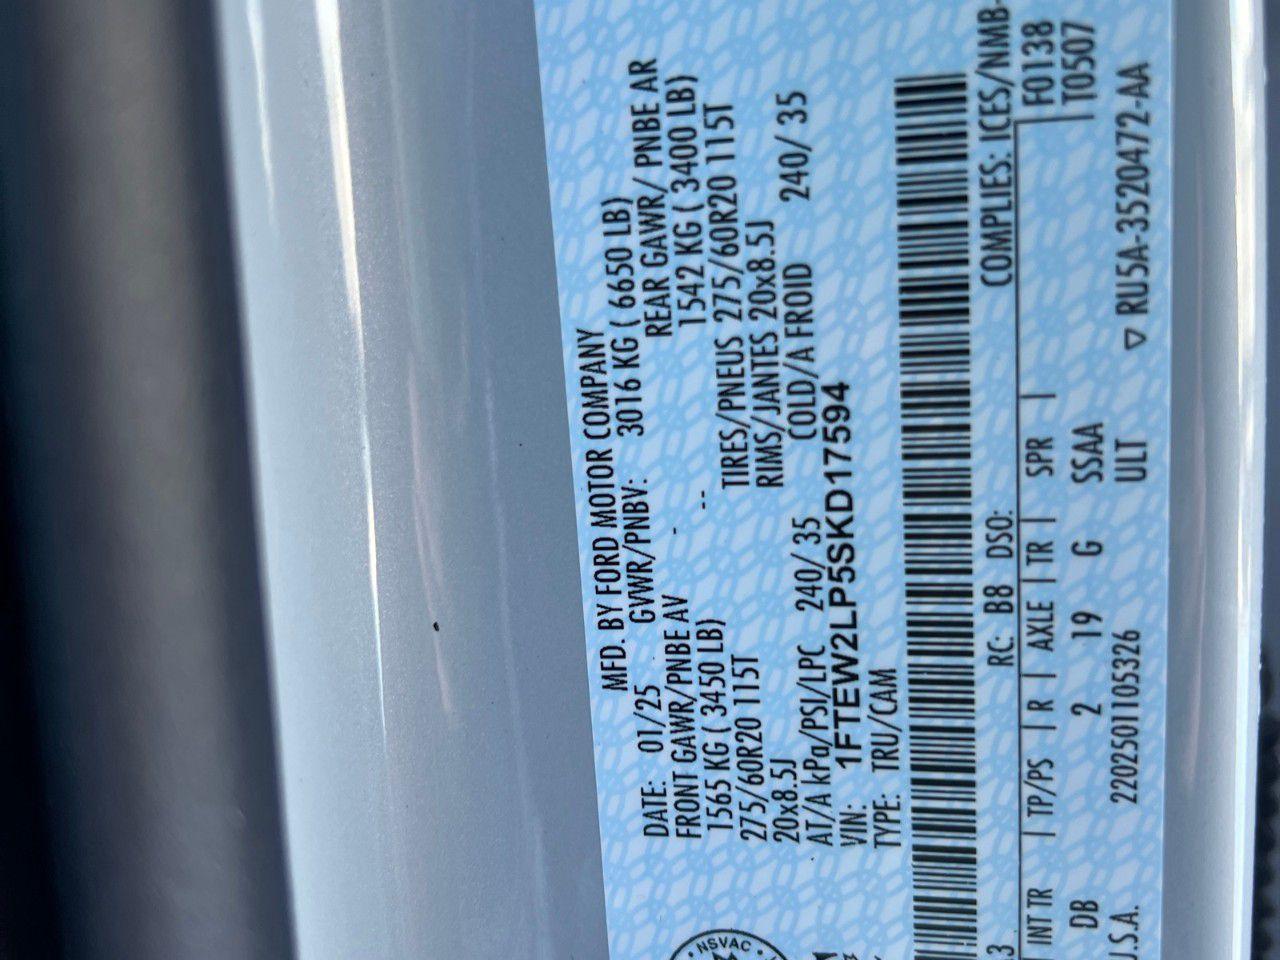 MFD. BY FORD MOTOR COMPANY
DATE: 01/25 GVWR/PNBV: 3016 KG ( 6650 LB)
FRONT GAWR/PNBE AV - REAR GAWR/ PNBE AR
1565 KG ( 3450 LB) -- 1542 KG ( 3400 LB)
275/60R20 115T TIRES/PNEUS 275/60R20 115T
20x8.5J RIMS/JANTES 20x8.5J
AT/A kPa/PSI/LPC 240/ 35 COLD/A FROID 240/ 35
VIN: 1FTEW2LP5SKD17594
TYPE: TRU/CAM
NSVAC
COMPLIES: ICES/NMB-
RC: B8 DSO:
F0138
INT TR | TP/PS | R | AXLE | TR | SPR | T0507
DB 2 19 G SSAA
U.S.A. 2202501105326 ULT ▽ RU5A-3520472-AA